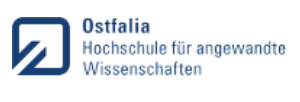 Ostfalia
Hochschule für angewandte
Wissenschaften